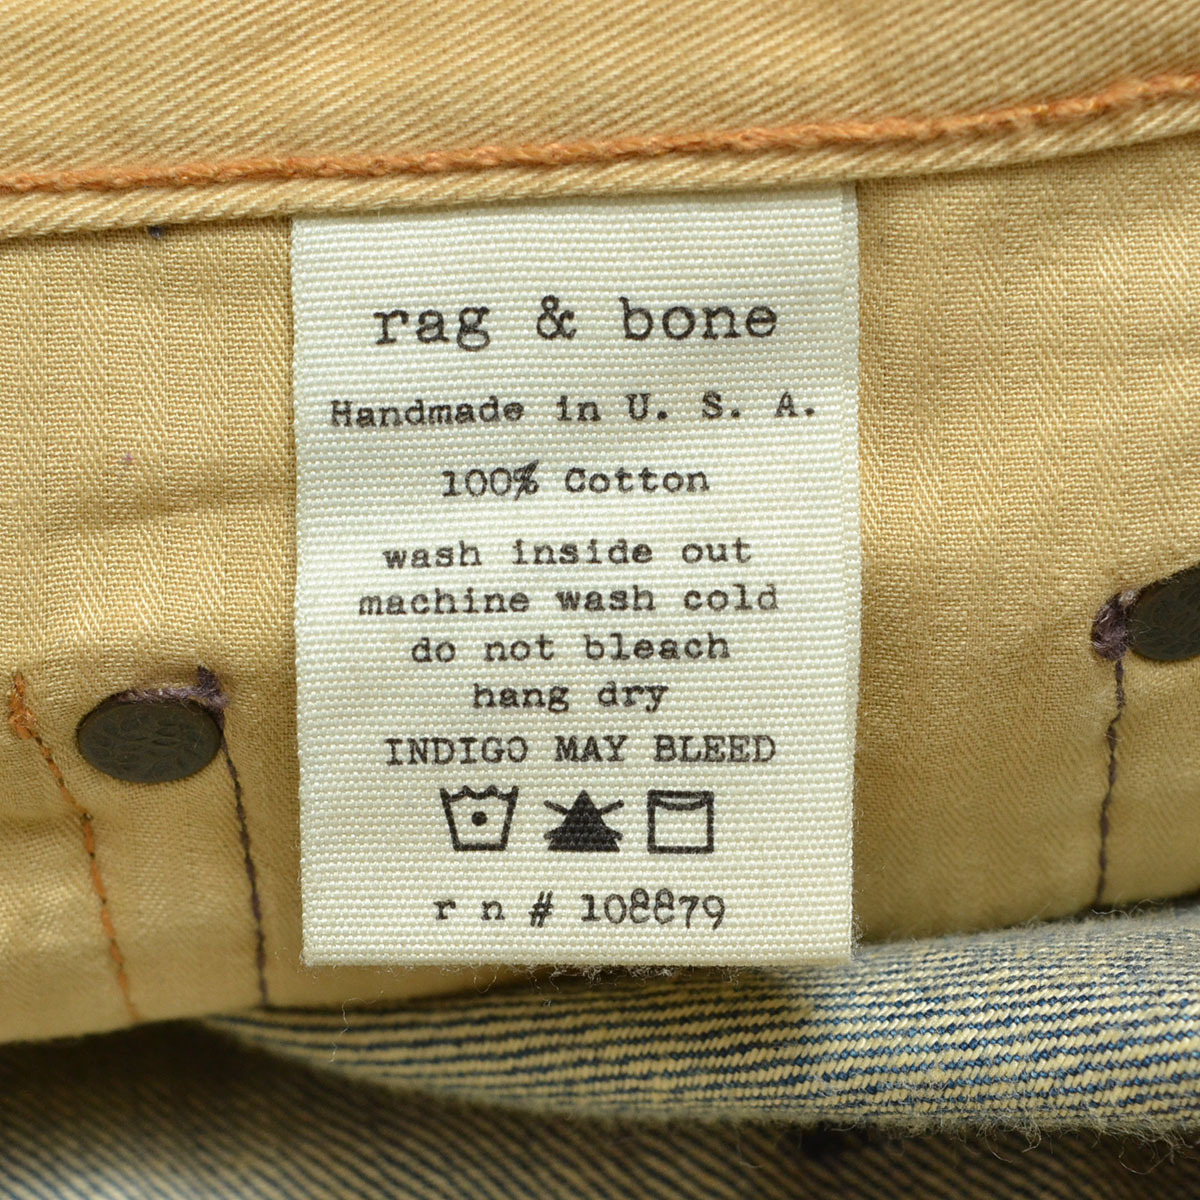 rag & bone
Handmade in U. S. A.
100% Cotton
wash inside out
machine wash cold
do not bleach
hang dry
INDIGO MAY BLEED
r n # 108879